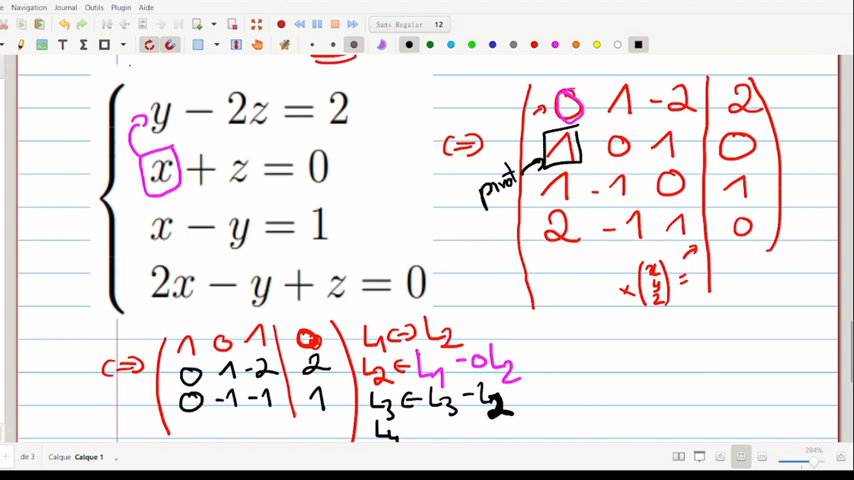 Navigation Journal Outils Plugin Aide
Sans Regular 12
y − 2z = 2
x + z = 0
x − y = 1
2x − y + z = 0
⇔ 0 1 -2 | 2
pivot 1 0 1 | 0
1 -1 0 | 1
2 -1 1 | 0
× (x y z) =
⇔ 1 0 1 | 0 L1 ↔ L2
0 1 -2 | 2 L2 ← L1 - 0L2
0 -1 -1 | 1 L3 ← L3 - L2
L4
de 3 Calque Calque 1 284%